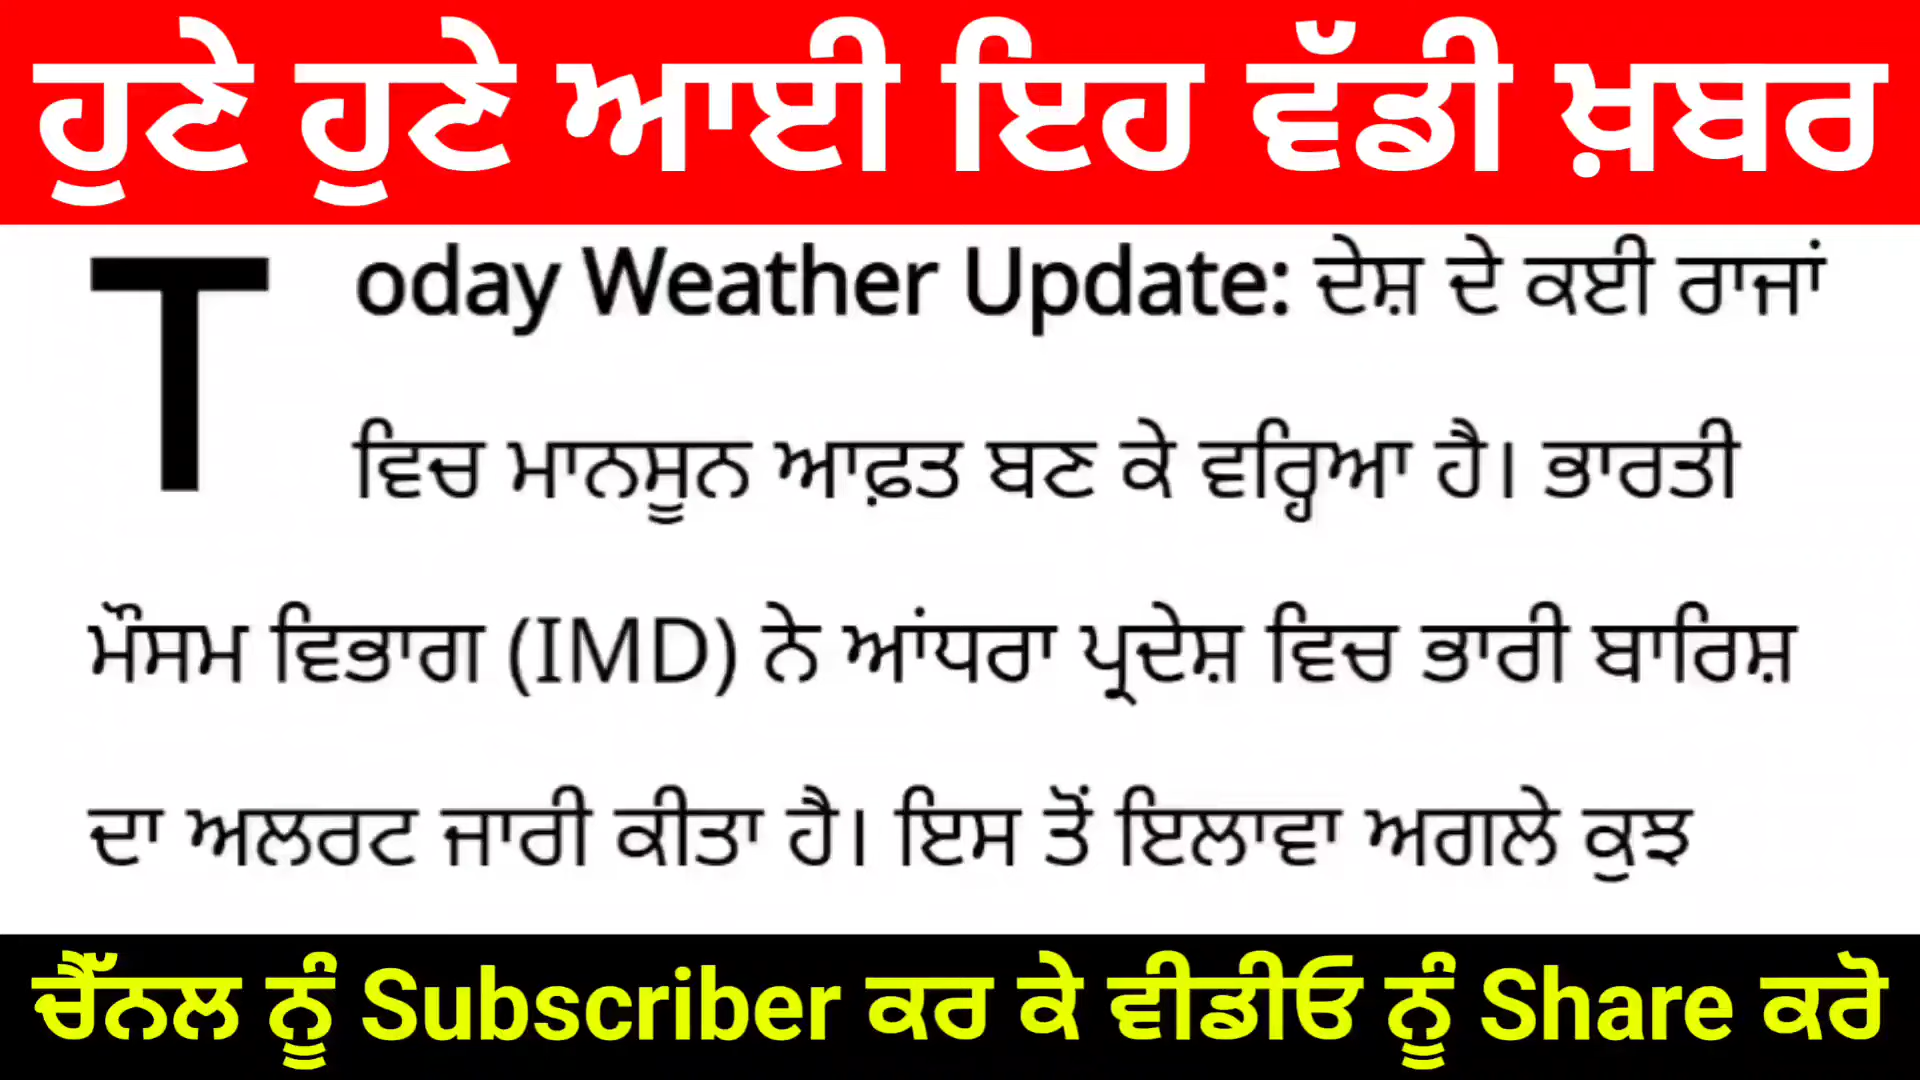 ਹੁਣੇ ਹੁਣੇ ਆਈ ਇਹ ਵੱਡੀ ਖ਼ਬਰ
Today Weather Update: ਦੇਸ਼ ਦੇ ਕਈ ਰਾਜਾਂ
ਵਿਚ ਮਾਨਸੂਨ ਆਫ਼ਤ ਬਣ ਕੇ ਵਰ੍ਹਿਆ ਹੈ। ਭਾਰਤੀ
ਮੌਸਮ ਵਿਭਾਗ (IMD) ਨੇ ਆਂਧਰਾ ਪ੍ਰਦੇਸ਼ ਵਿਚ ਭਾਰੀ ਬਾਰਿਸ਼
ਦਾ ਅਲਰਟ ਜਾਰੀ ਕੀਤਾ ਹੈ। ਇਸ ਤੋਂ ਇਲਾਵਾ ਅਗਲੇ ਕੁਝ
ਚੈੱਨਲ ਨੂੰ Subscriber ਕਰ ਕੇ ਵੀਡੀਓ ਨੂੰ Share ਕਰੋ